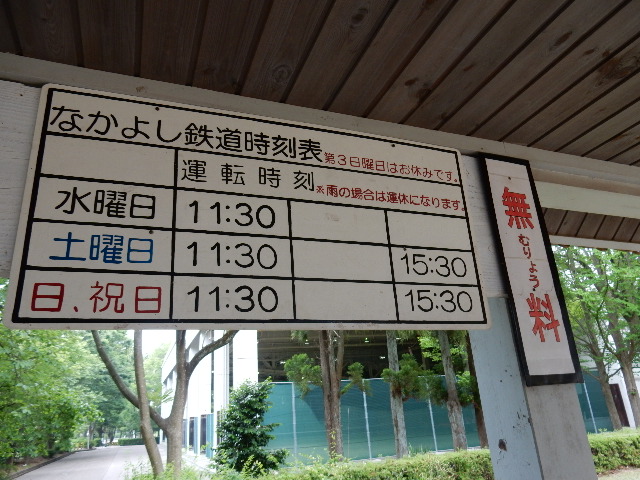 なかよし鉄道時刻表 第3日曜日はお休みです。
運転時刻 ※雨の場合は運休になります。
水曜日 11:30
土曜日 11:30 15:30
日、祝日 11:30 15:30
無
むりょう
料